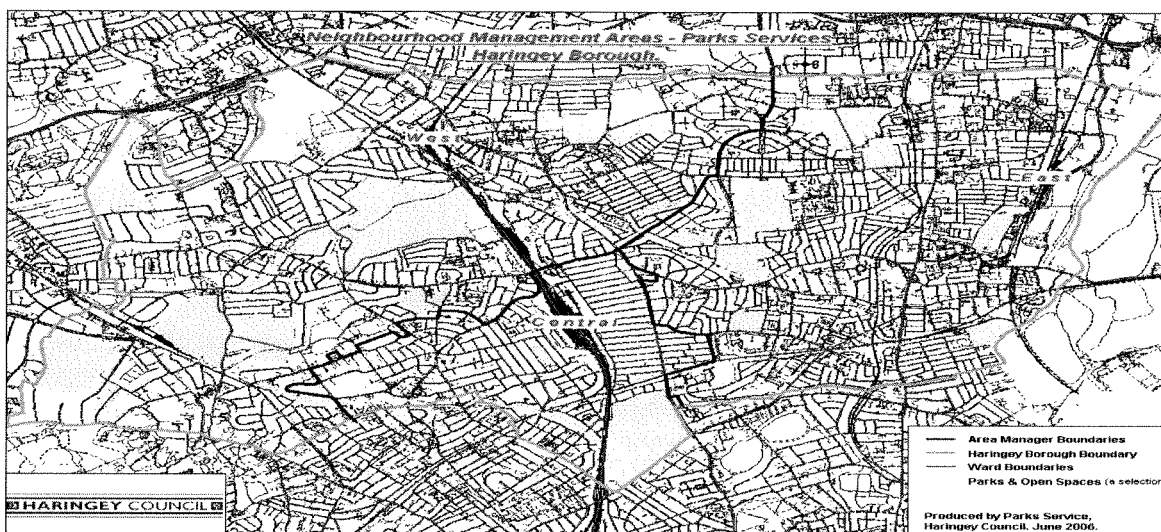 Neighbourhood Management Areas - Parks Services
Haringey Borough.
West
East
Central
Area Manager Boundaries
Haringey Borough Boundary
Ward Boundaries
Parks & Open Spaces (a selection
HARINGEY COUNCIL
Produced by Parks Service,
Haringey Council, June 2006.